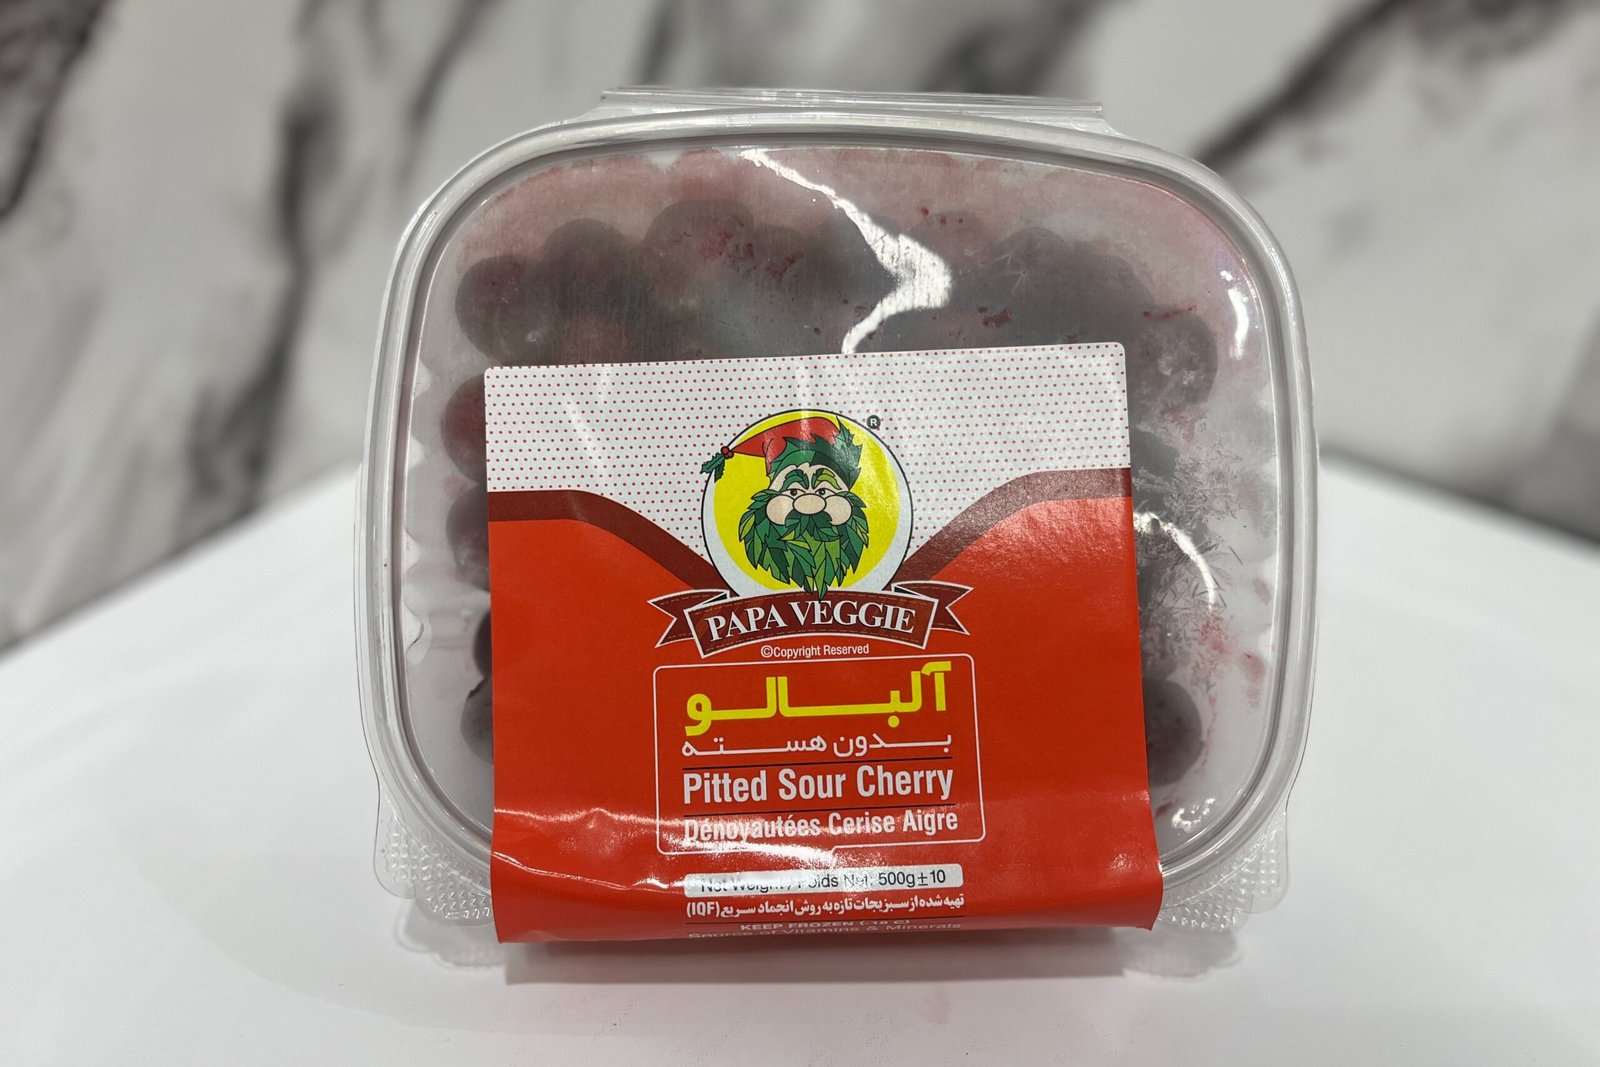 ®
PAPA VEGGIE
©Copyright Reserved
آلبالو
بدون هسته
Pitted Sour Cherry
Dénoyautées Cerise Aigre
Net Weight / Poids Net: 500g±10
تهیه شده از سبزیجات تازه به روش انجماد سریع (IQF)
KEEP FROZEN (-18 C)
Source of Vitamins & Minerals